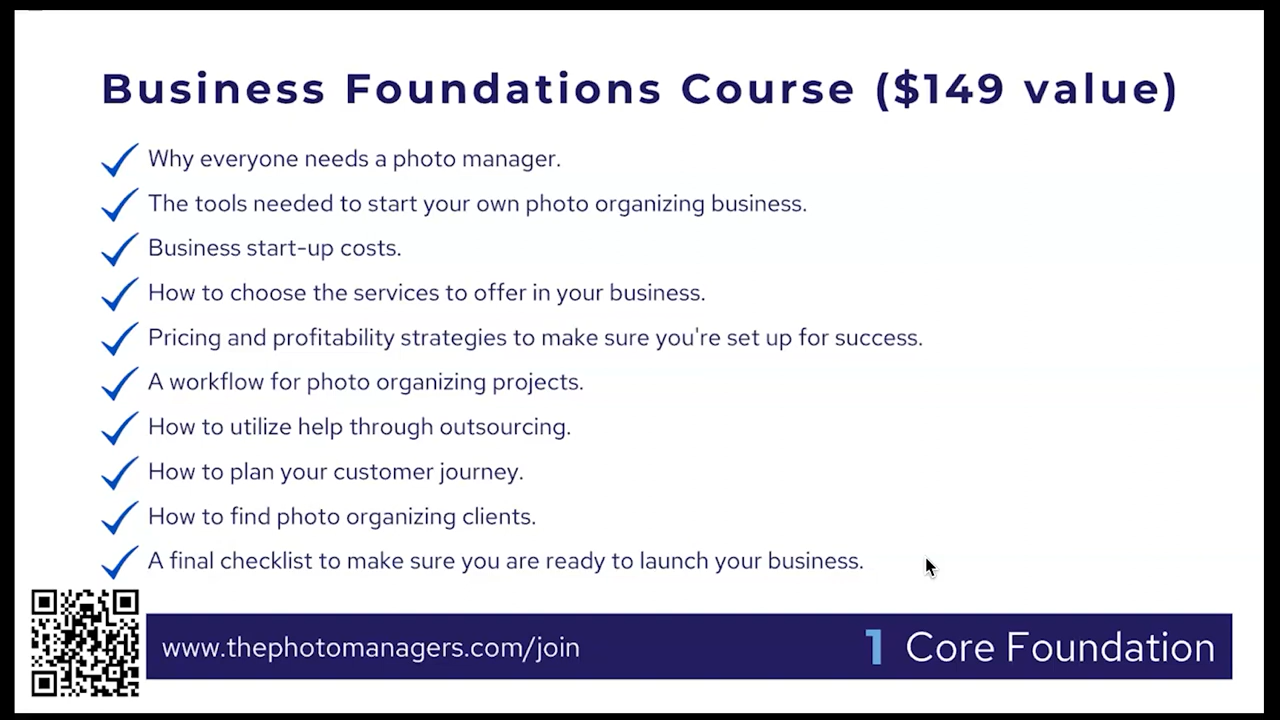 Business Foundations Course ($149 value)
Why everyone needs a photo manager.
The tools needed to start your own photo organizing business.
Business start-up costs.
How to choose the services to offer in your business.
Pricing and profitability strategies to make sure you're set up for success.
A workflow for photo organizing projects.
How to utilize help through outsourcing.
How to plan your customer journey.
How to find photo organizing clients.
A final checklist to make sure you are ready to launch your business.
www.thephotomanagers.com/join
1 Core Foundation